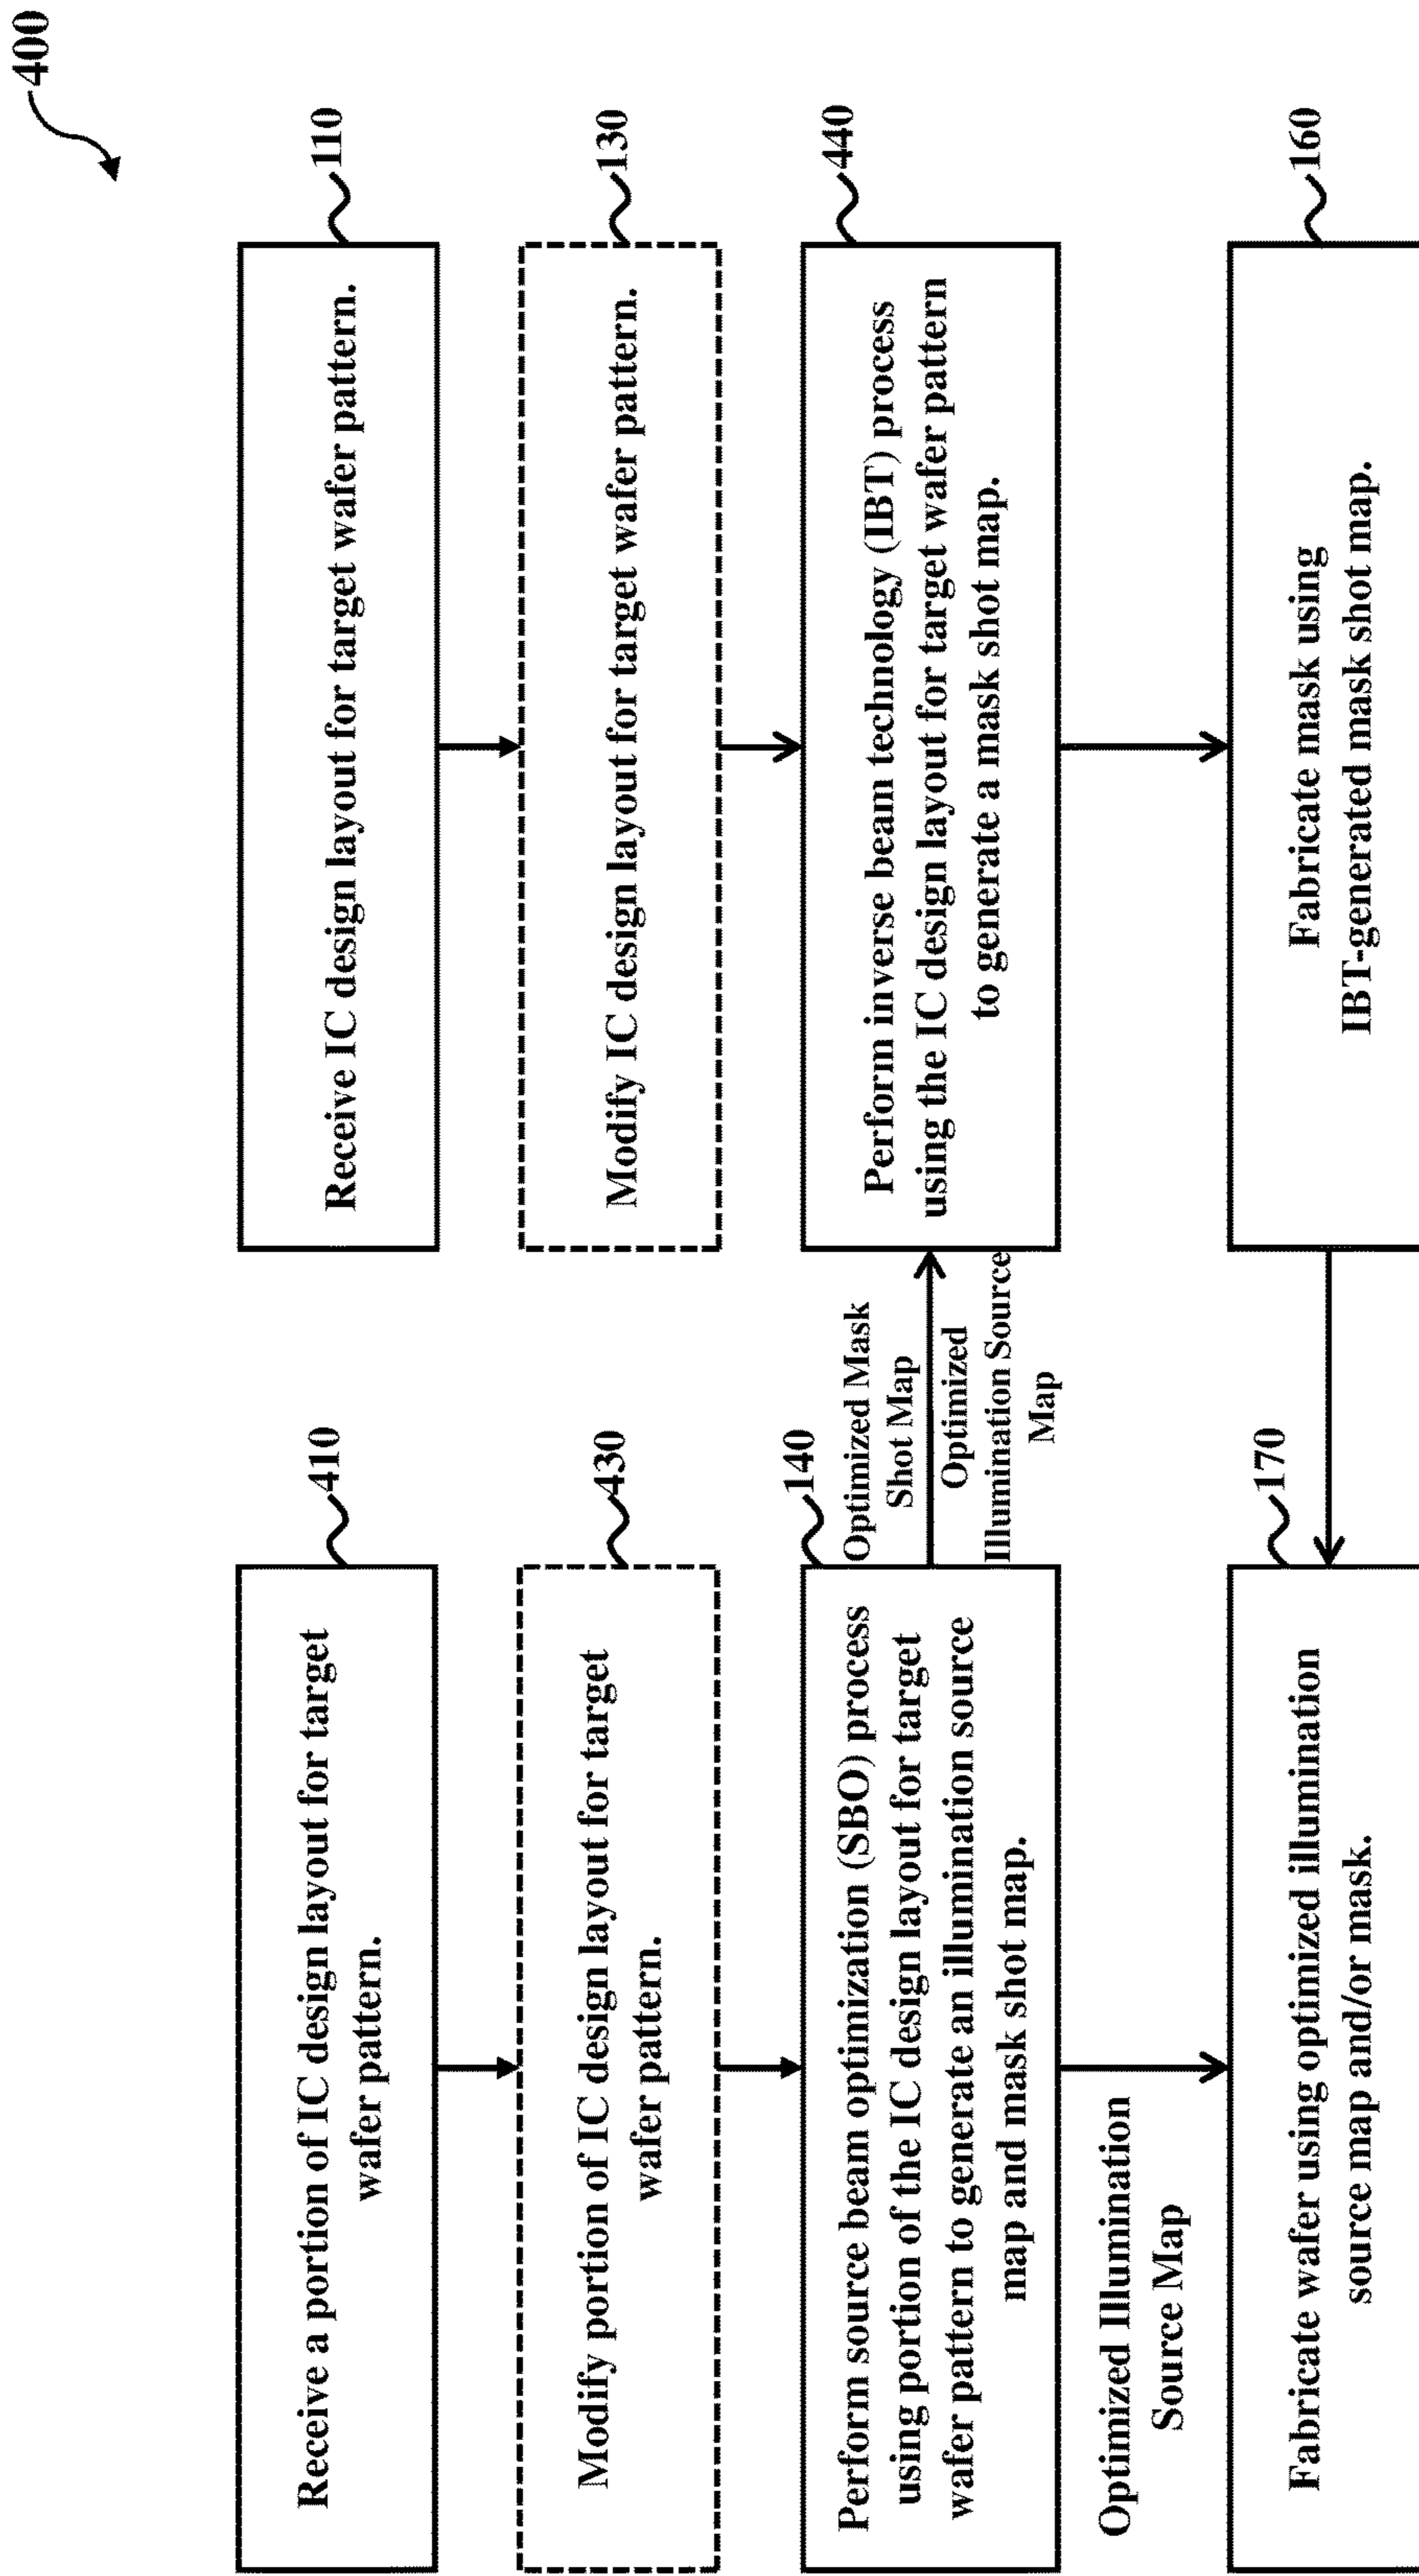 400
410
Receive a portion of IC design layout for target
wafer pattern.
430
Modify portion of IC design layout for target
wafer pattern.
140
Perform source beam optimization (SBO) process
using portion of the IC design layout for target
wafer pattern to generate an illumination source
map and mask shot map.
Optimized Illumination
Source Map
170
Fabricate wafer using optimized illumination
source map and/or mask.
Optimized Mask
Shot Map
Optimized
Illumination Source
Map
110
Receive IC design layout for target wafer pattern.
130
Modify IC design layout for target wafer pattern.
440
Perform inverse beam technology (IBT) process
using the IC design layout for target wafer pattern
to generate a mask shot map.
160
Fabricate mask using
IBT-generated mask shot map.